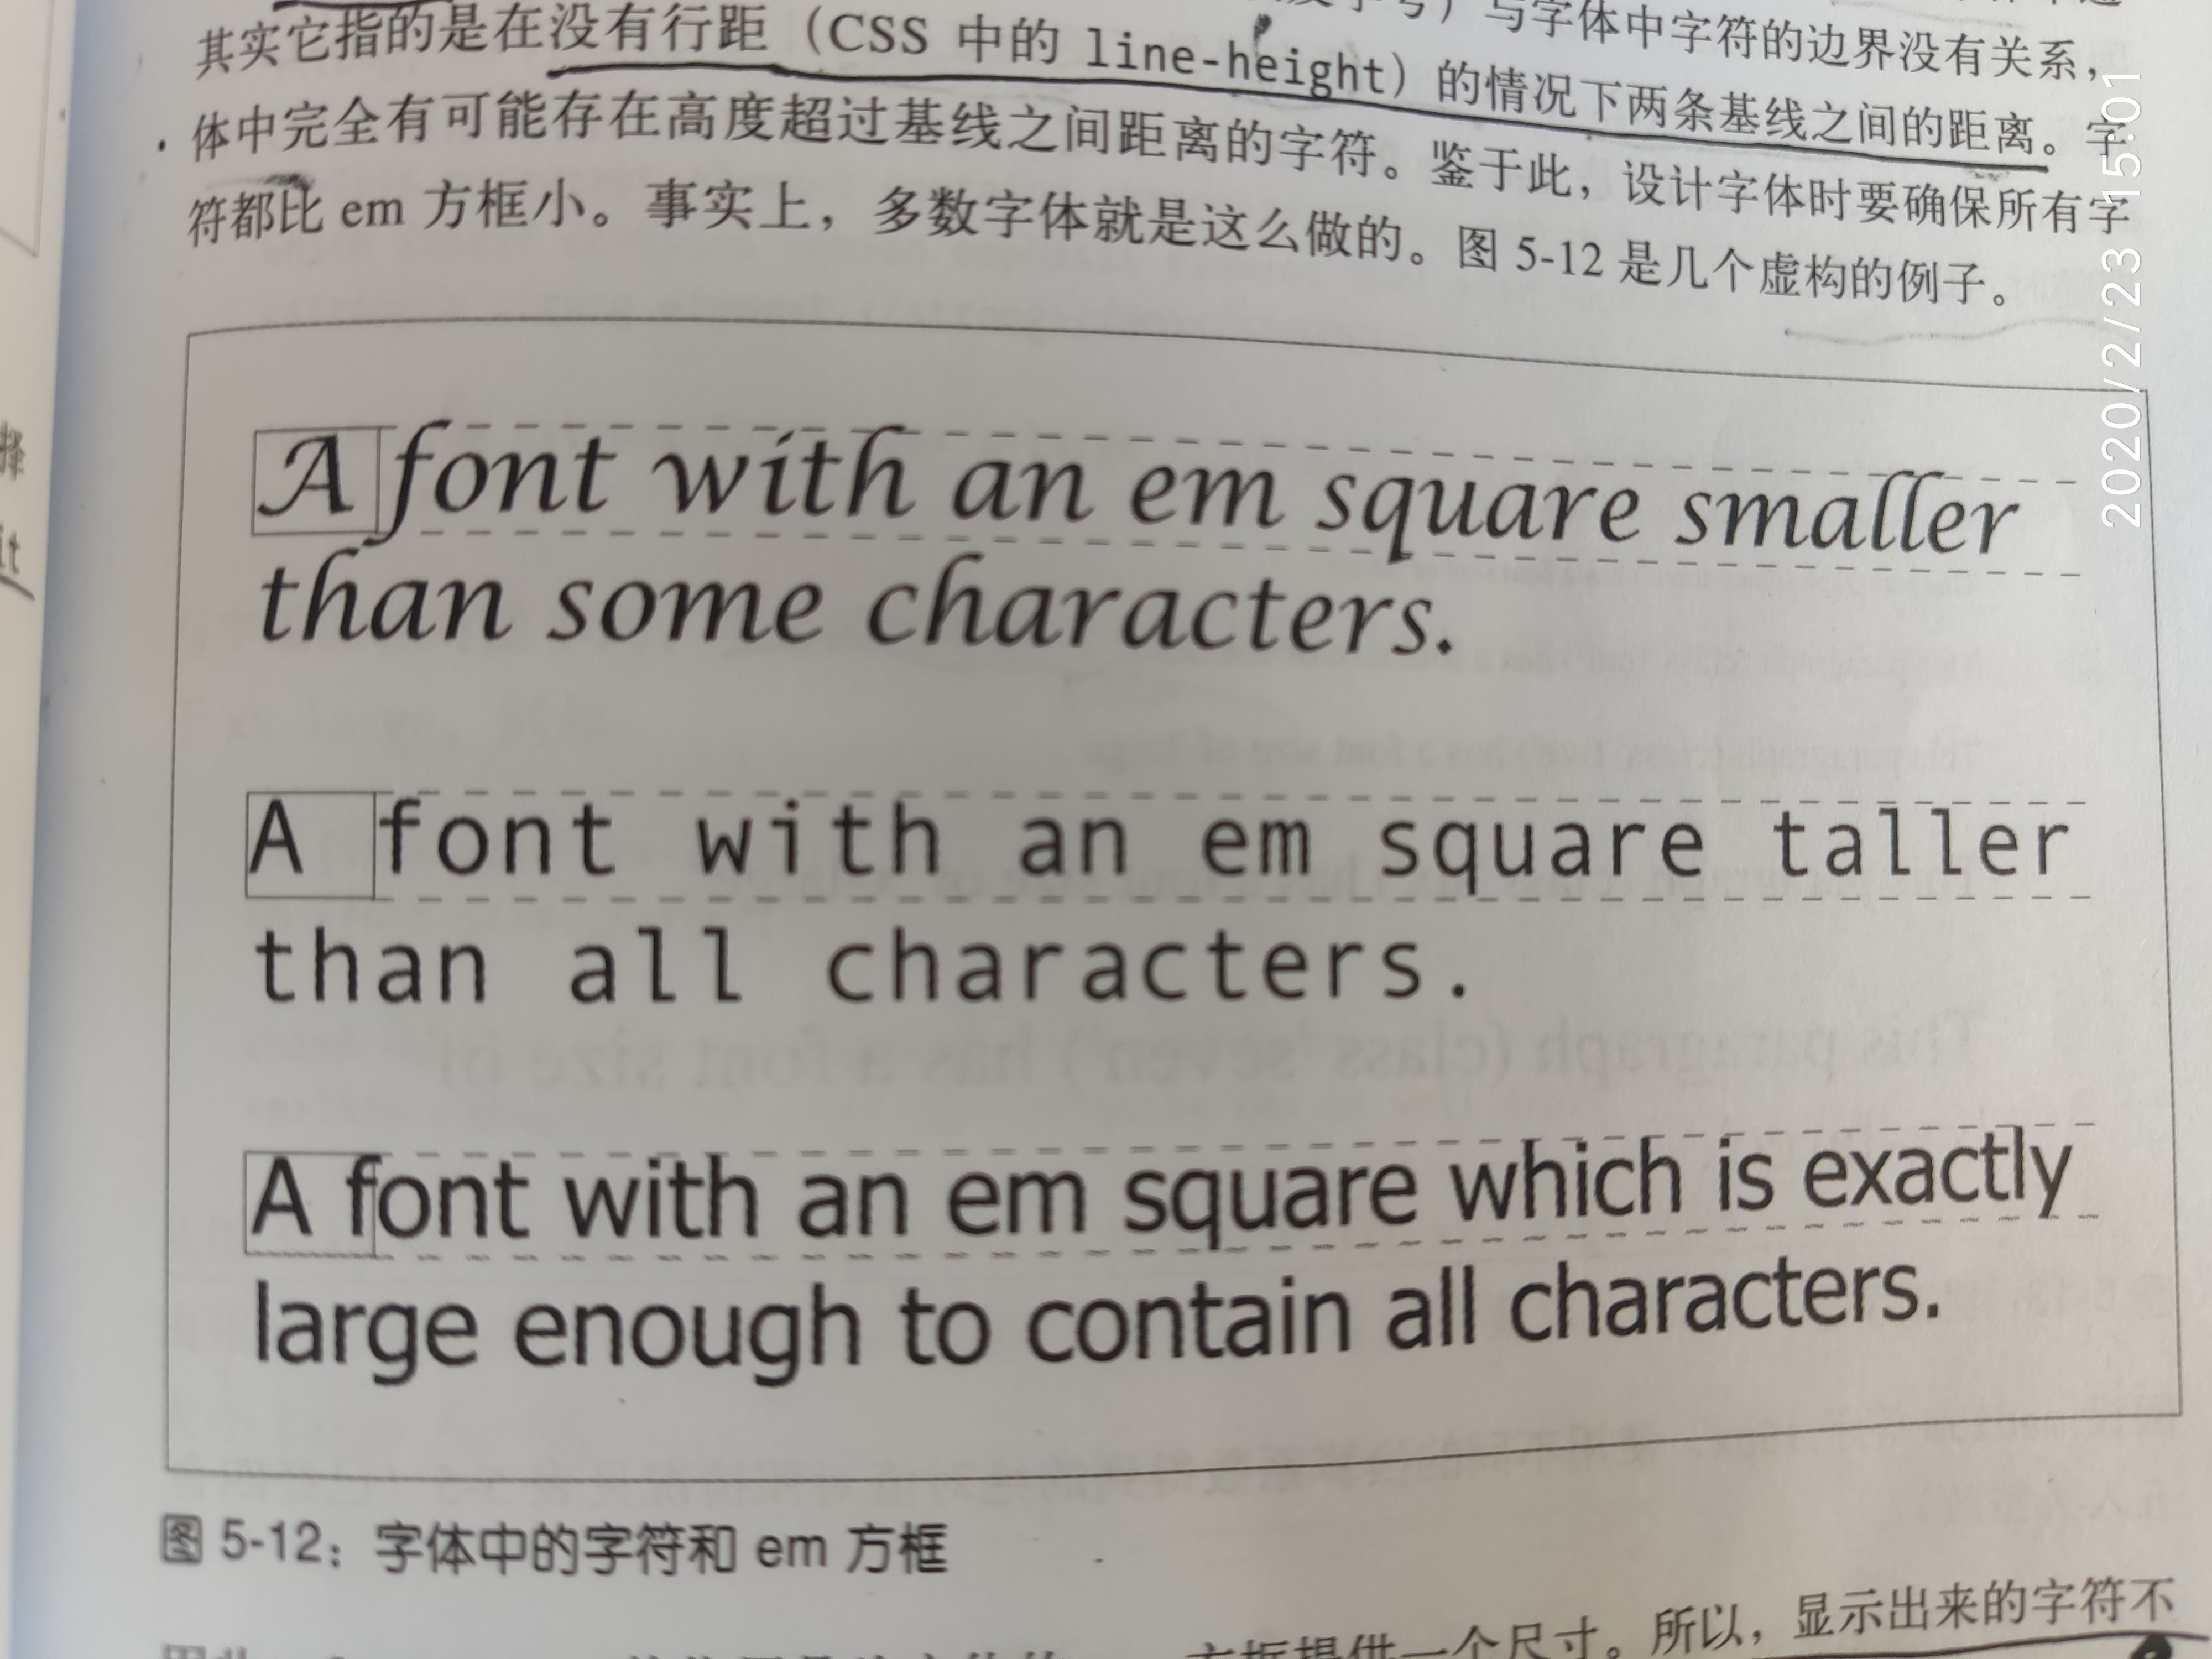 择
it
与字体中字符的边界没有关系，
其实它指的是在没有行距（CSS 中的 line-height）的情况下两条基线之间的距离。字
体中完全有可能存在高度超过基线之间距离的字符。鉴于此，设计字体时要确保所有字
符都比 em 方框小。事实上，多数字体就是这么做的。图 5-12 是几个虚构的例子。
A font with an em square smaller
than some characters.
A font with an em square taller
than all characters.
A font with an em square which is exactly
large enough to contain all characters.
图 5-12：字体中的字符和 em 方框
方框提供一个尺寸。所以，显示出来的字符不
2020/2/23 15:01